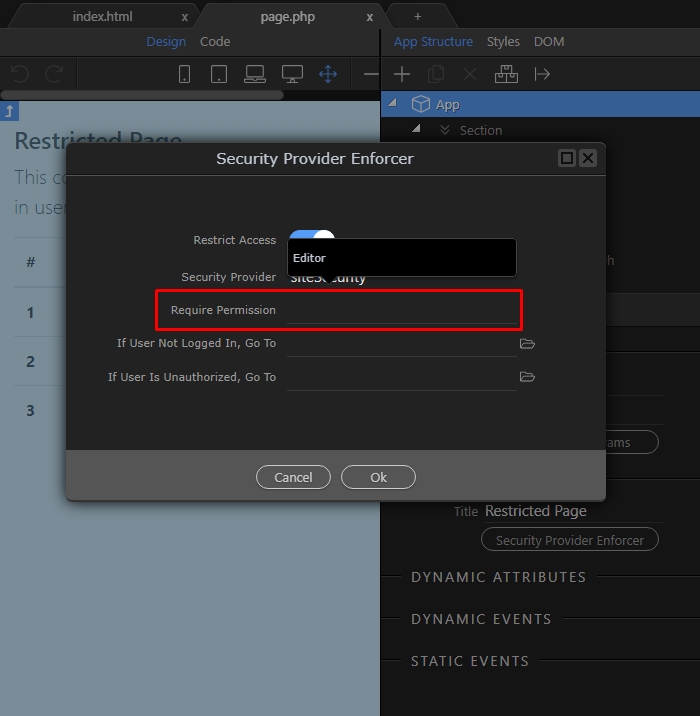 index.html x page.php x +
Design Code
App Structure Styles DOM
App
Section
Restricted Page
This co
in user
#
1
2
3
Security Provider Enforcer
Restrict Access
Editor
Security Provider siteSecurity
Require Permission
If User Not Logged In, Go To
If User Is Unauthorized, Go To
Cancel Ok
h
ams
Title Restricted Page
Security Provider Enforcer
DYNAMIC ATTRIBUTES
DYNAMIC EVENTS
STATIC EVENTS